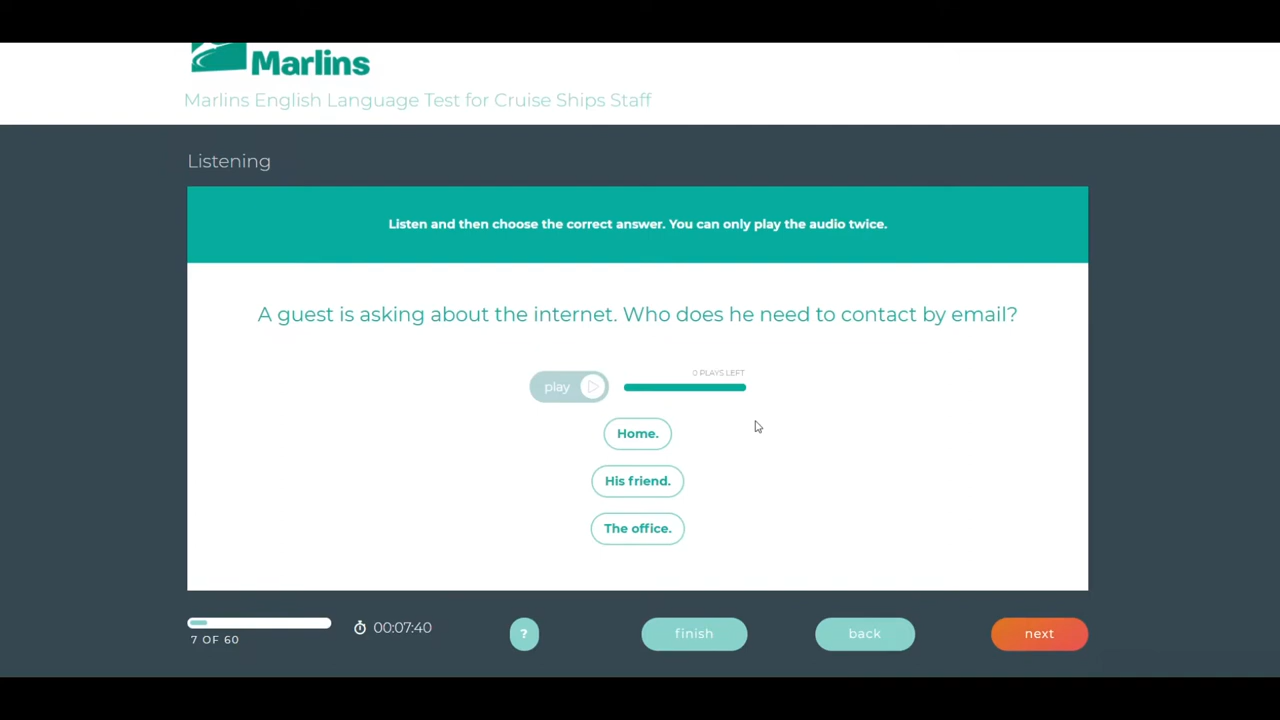 Marlins
Marlins English Language Test for Cruise Ships Staff
Listening
Listen and then choose the correct answer. You can only play the audio twice.
A guest is asking about the internet. Who does he need to contact by email?
0 PLAYS LEFT
play
Home.
His friend.
The office.
7 OF 60
00:07:40
?
finish
back
next